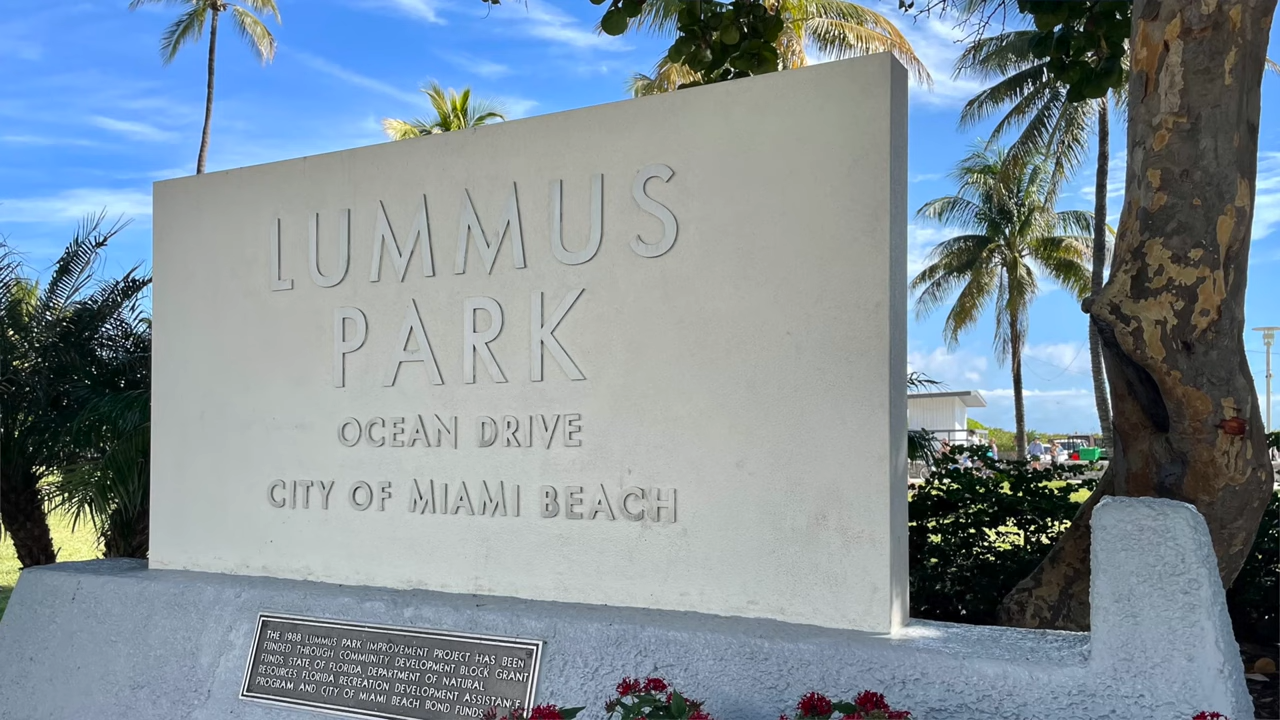 LUMMUS
PARK
OCEAN DRIVE
CITY OF MIAMI BEACH
THE 1988 LUMMUS PARK IMPROVEMENT PROJECT HAS BEEN
FUNDED THROUGH COMMUNITY DEVELOPMENT BLOCK GRANT
FUNDS, STATE OF FLORIDA, DEPARTMENT OF NATURAL
RESOURCES FLORIDA RECREATION DEVELOPMENT ASSISTANCE
PROGRAM, AND CITY OF MIAMI BEACH BOND FUNDS